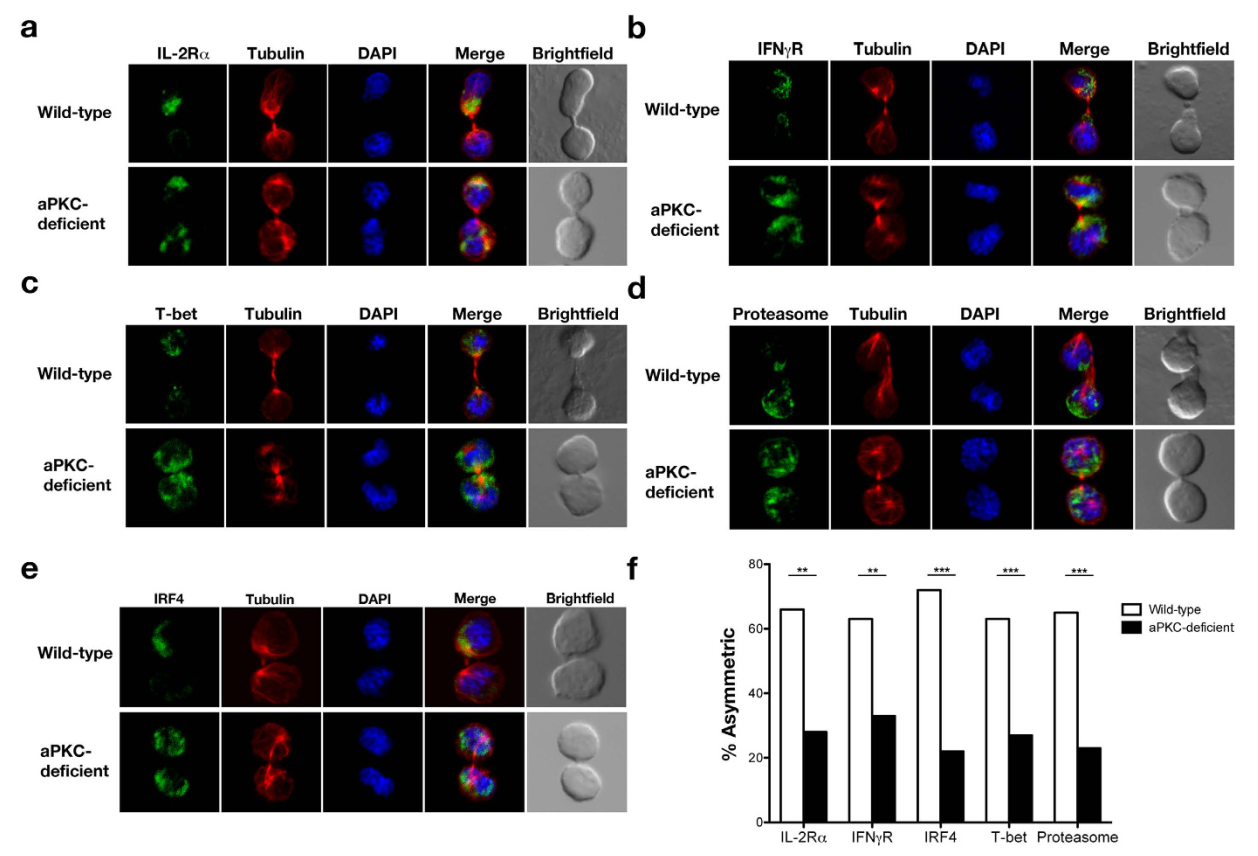 a
IL-2Rα Tubulin DAPI Merge Brightfield
Wild-type
aPKC-
deficient
b
IFNγR Tubulin DAPI Merge Brightfield
Wild-type
aPKC-
deficient
c
T-bet Tubulin DAPI Merge Brightfield
Wild-type
aPKC-
deficient
d
Proteasome Tubulin DAPI Merge Brightfield
Wild-type
aPKC-
deficient
e
IRF4 Tubulin DAPI Merge Brightfield
Wild-type
aPKC-
deficient
f
80
60
40
20
0
% Asymmetric
** ** *** *** ***
Wild-type
aPKC-deficient
IL-2Rα IFNγR IRF4 T-bet Proteasome